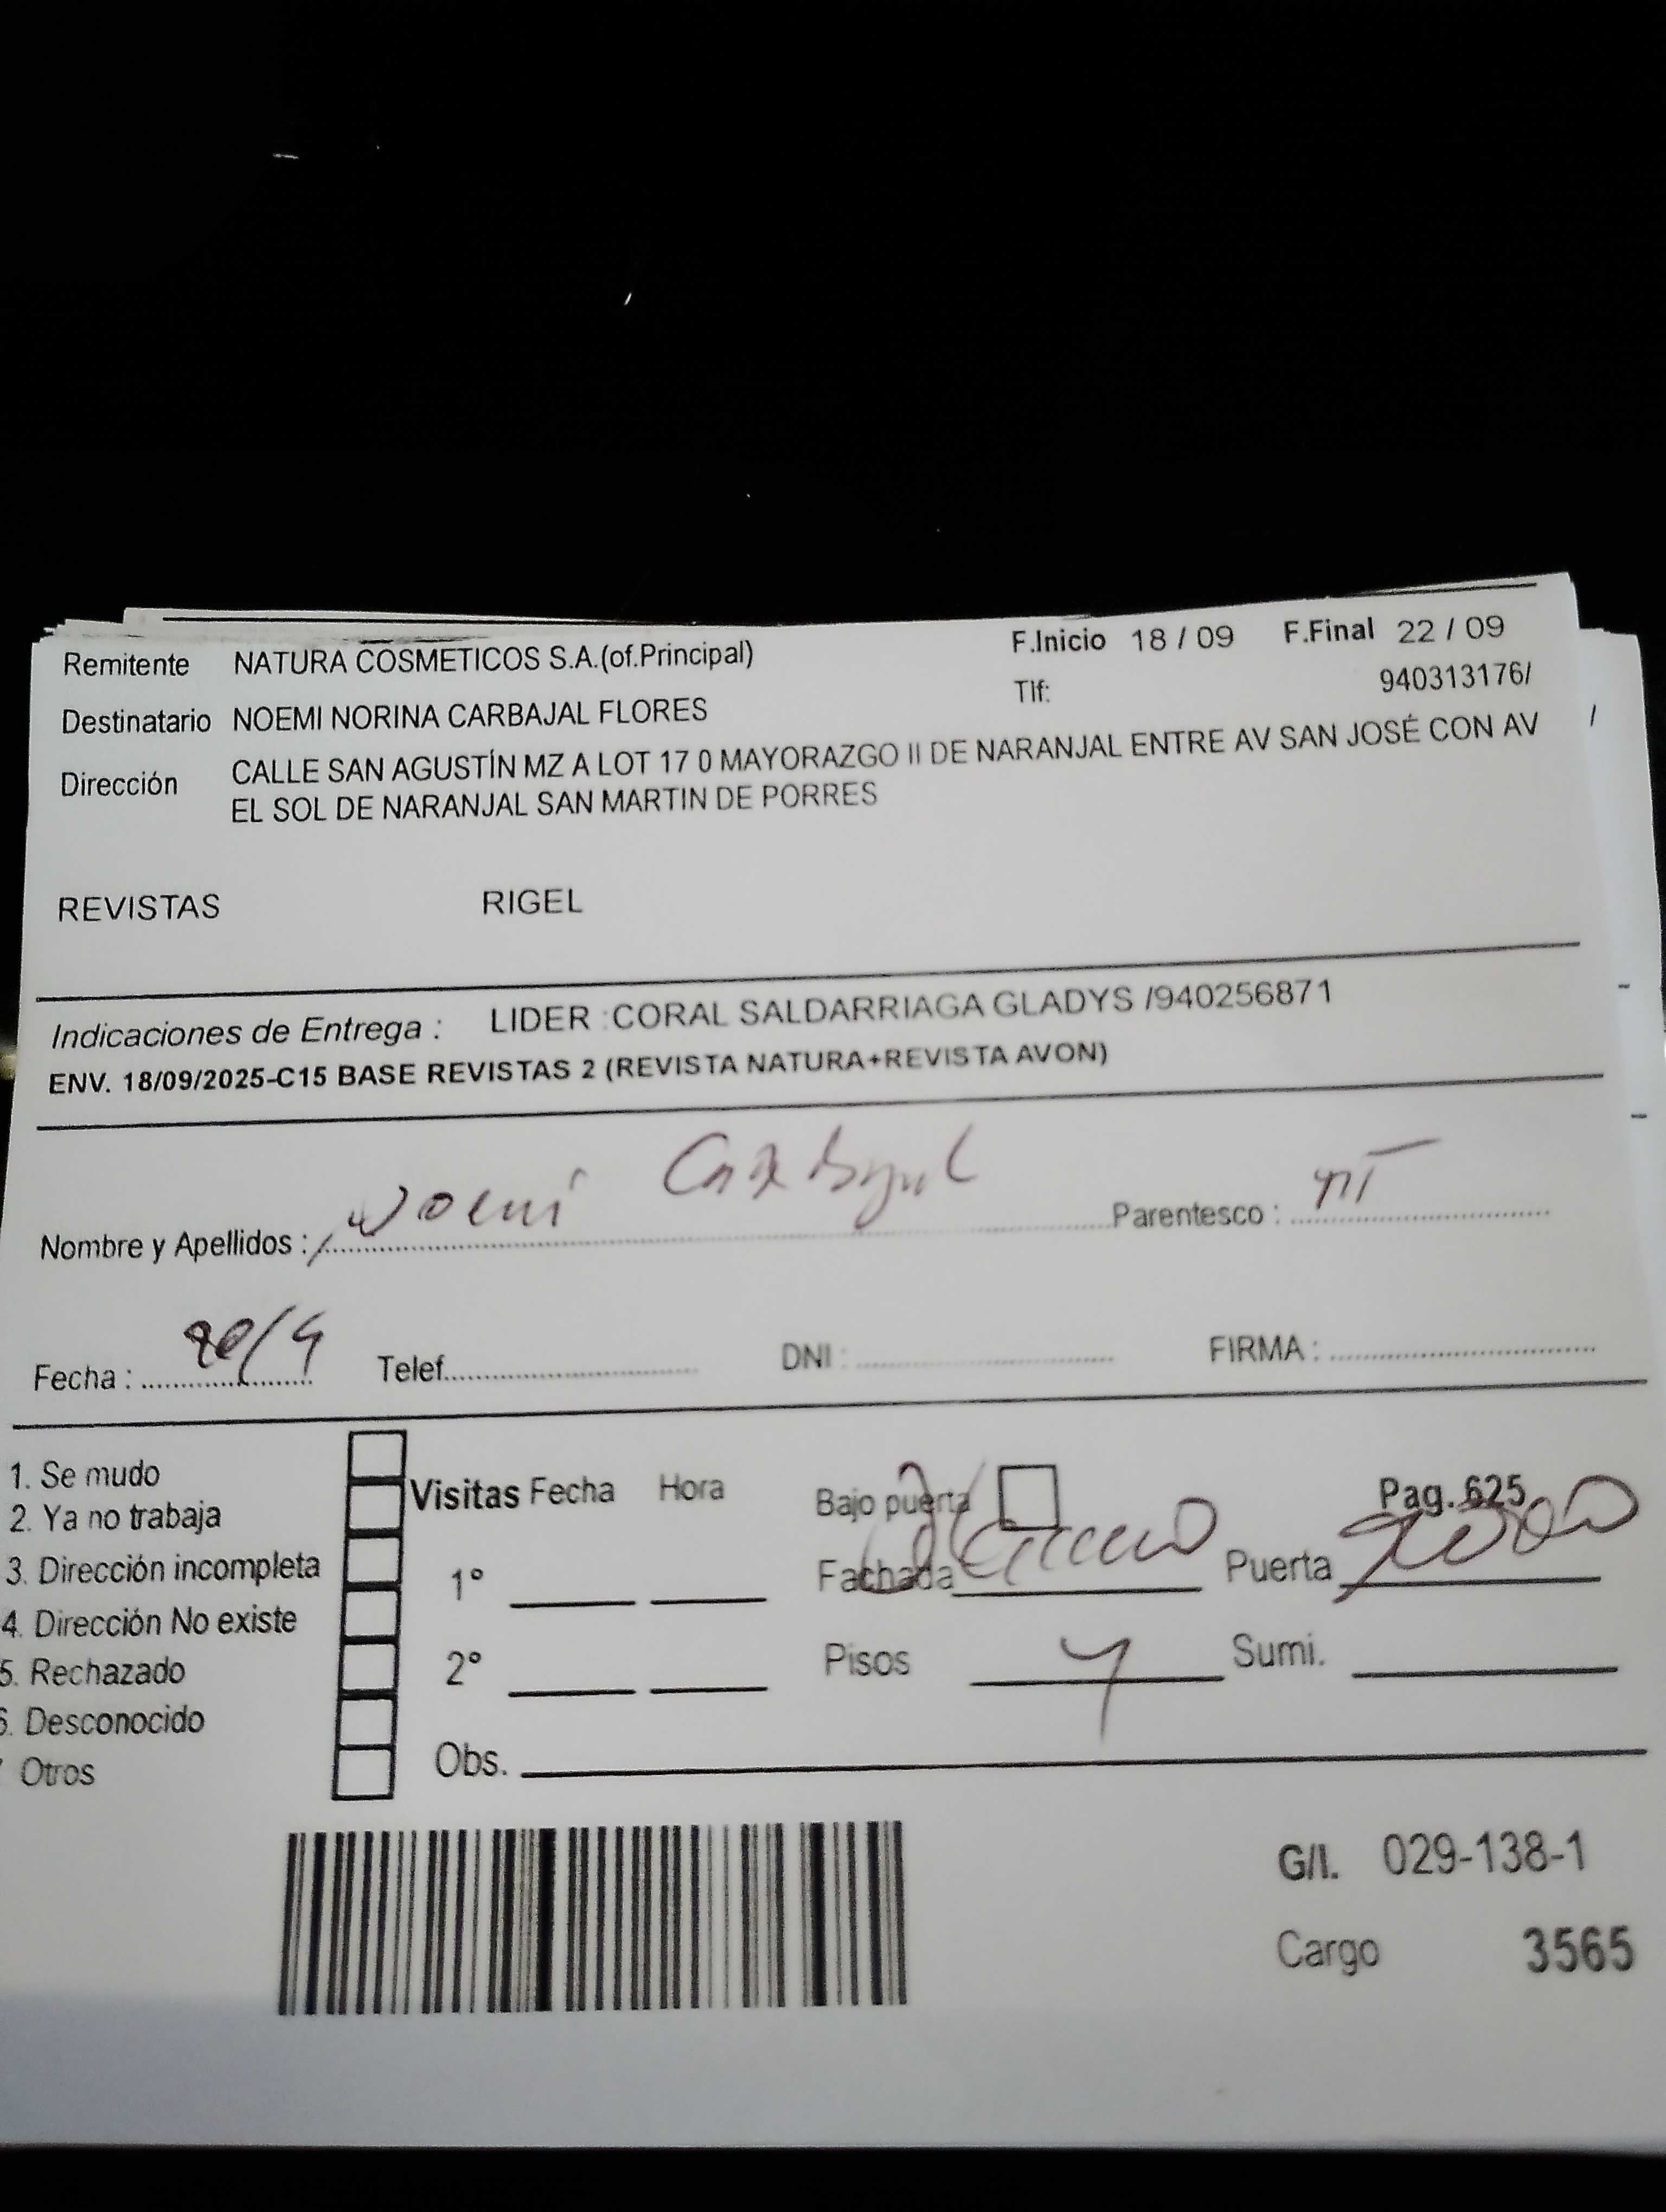 Remitente NATURA COSMETICOS S.A.(of.Principal) F.Inicio 18 / 09 F.Final 22 / 09
Tlf: 940313176/
Destinatario NOEMI NORINA CARBAJAL FLORES
Dirección CALLE SAN AGUSTÍN MZ A LOT 17 0 MAYORAZGO II DE NARANJAL ENTRE AV SAN JOSÉ CON AV
EL SOL DE NARANJAL SAN MARTIN DE PORRES
REVISTAS RIGEL
Indicaciones de Entrega : LIDER :CORAL SALDARRIAGA GLADYS /940256871
ENV. 18/09/2025-C15 BASE REVISTAS 2 (REVISTA NATURA+REVISTA AVON)
Nombre y Apellidos : Noemi Carbajal Parentesco :
Fecha : 20/9 Telef. DNI : FIRMA :
1. Se mudo
2. Ya no trabaja
3. Dirección incompleta
4. Dirección No existe
5. Rechazado
6. Desconocido
Otros
Visitas Fecha Hora
1°
2°
Obs.
Bajo puerta Pag. 625
Fachada Puerta
Pisos 4 Sumi.
G/I. 029-138-1
Cargo 3565